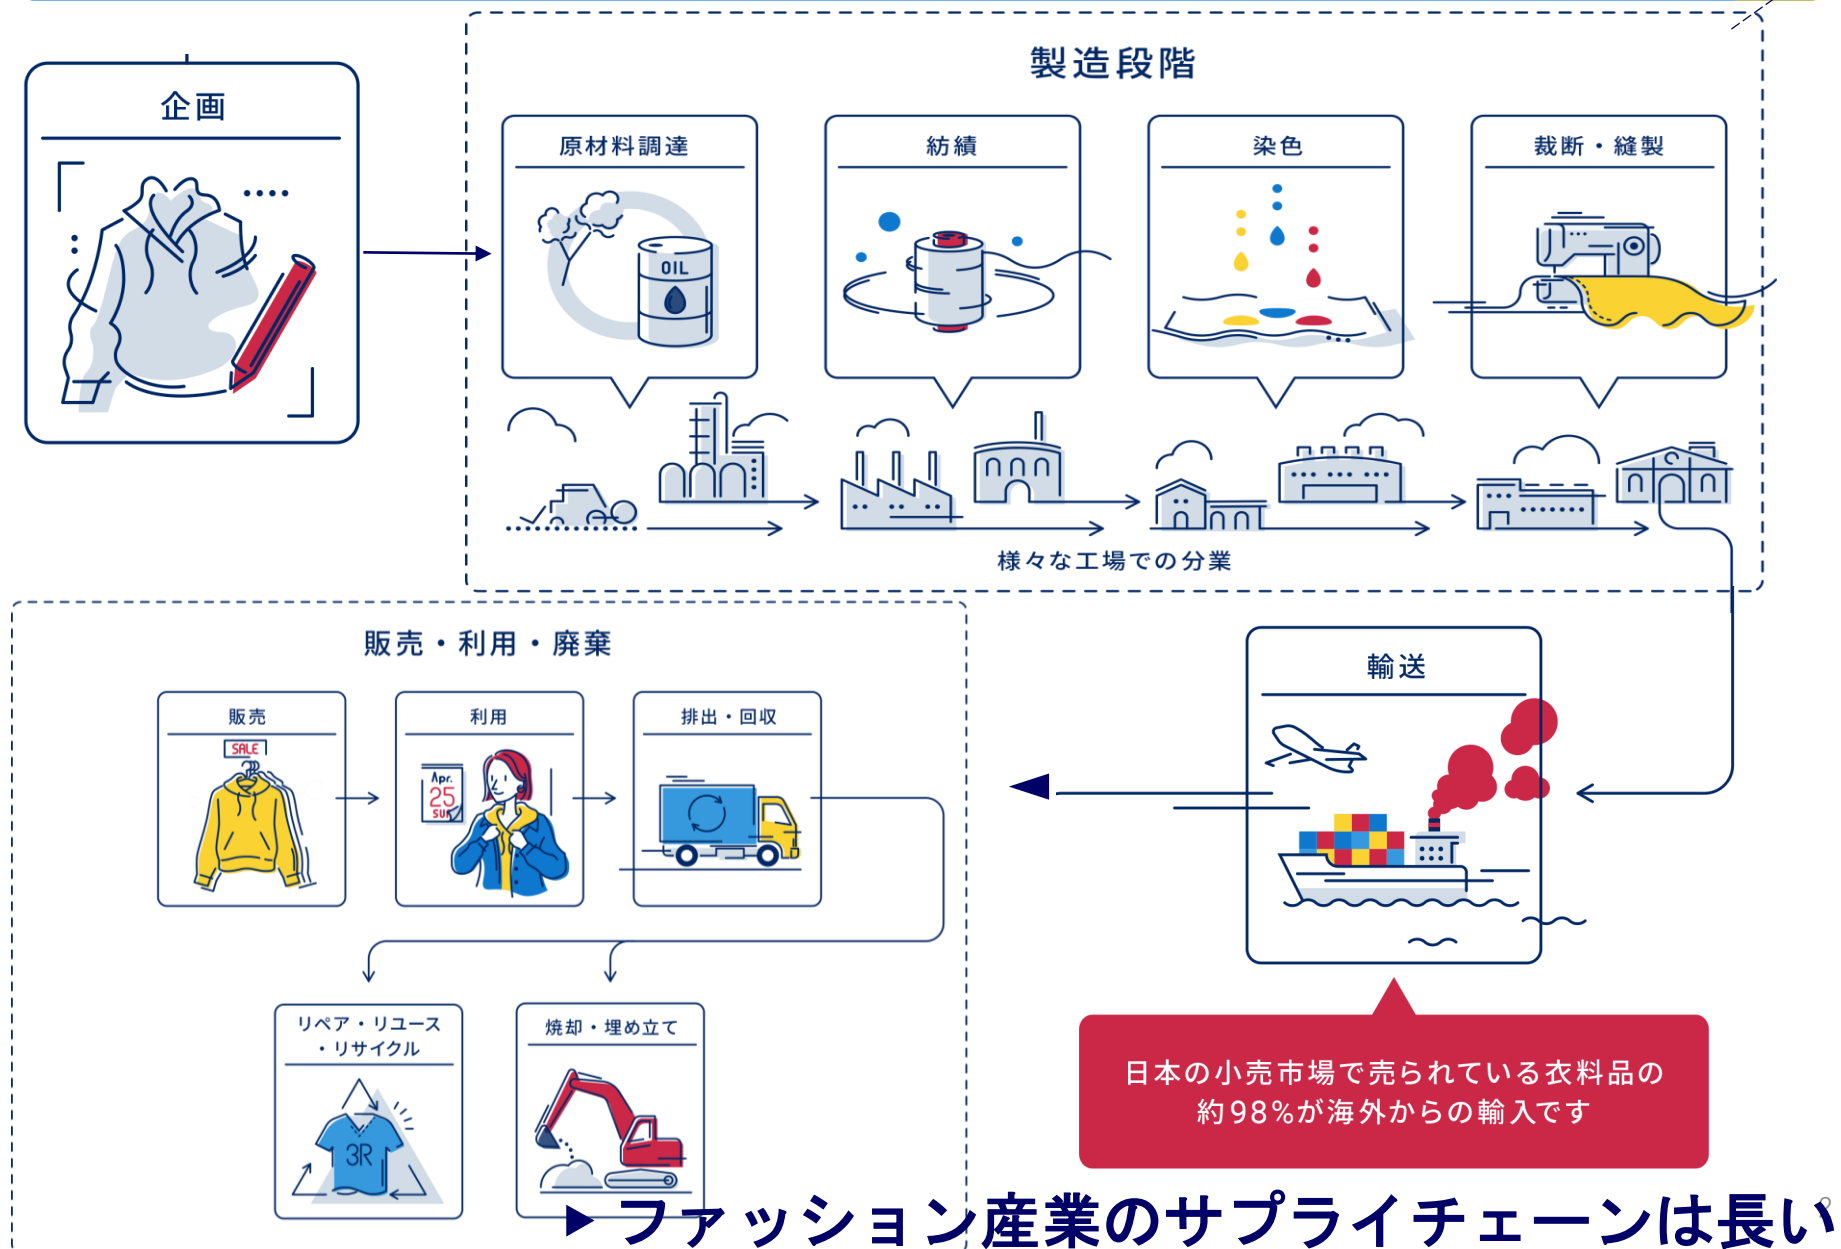 企画
製造段階
原材料調達
OIL
紡績
染色
裁断・縫製
様々な工場での分業
輸送
日本の小売市場で売られている衣料品の
約98%が海外からの輸入です
販売・利用・廃棄
販売
SALE
利用
Apr.
25
SUN
排出・回収
リペア・リユース
・リサイクル
3R
焼却・埋め立て
▶ ファッション産業のサプライチェーンは長い